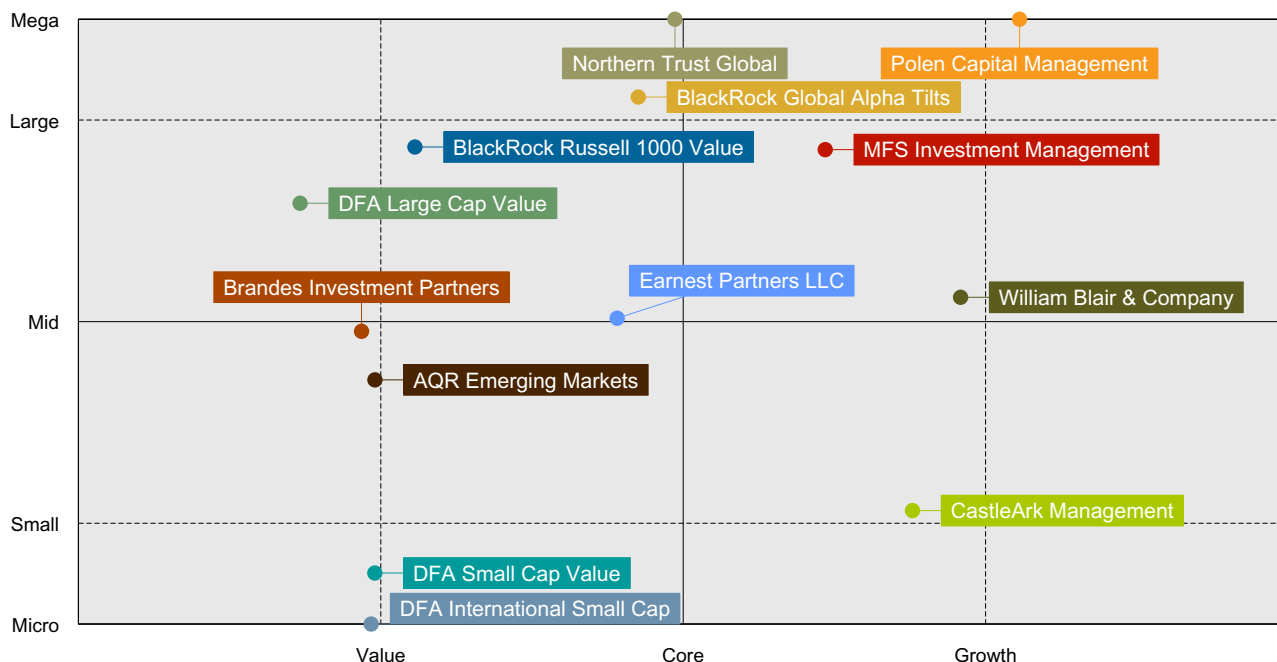 Mega
Northern Trust Global
Polen Capital Management
BlackRock Global Alpha Tilts
Large
BlackRock Russell 1000 Value
MFS Investment Management
DFA Large Cap Value
Earnest Partners LLC
Brandes Investment Partners
William Blair & Company
Mid
AQR Emerging Markets
CastleArk Management
Small
DFA Small Cap Value
DFA International Small Cap
Micro
Value
Core
Growth